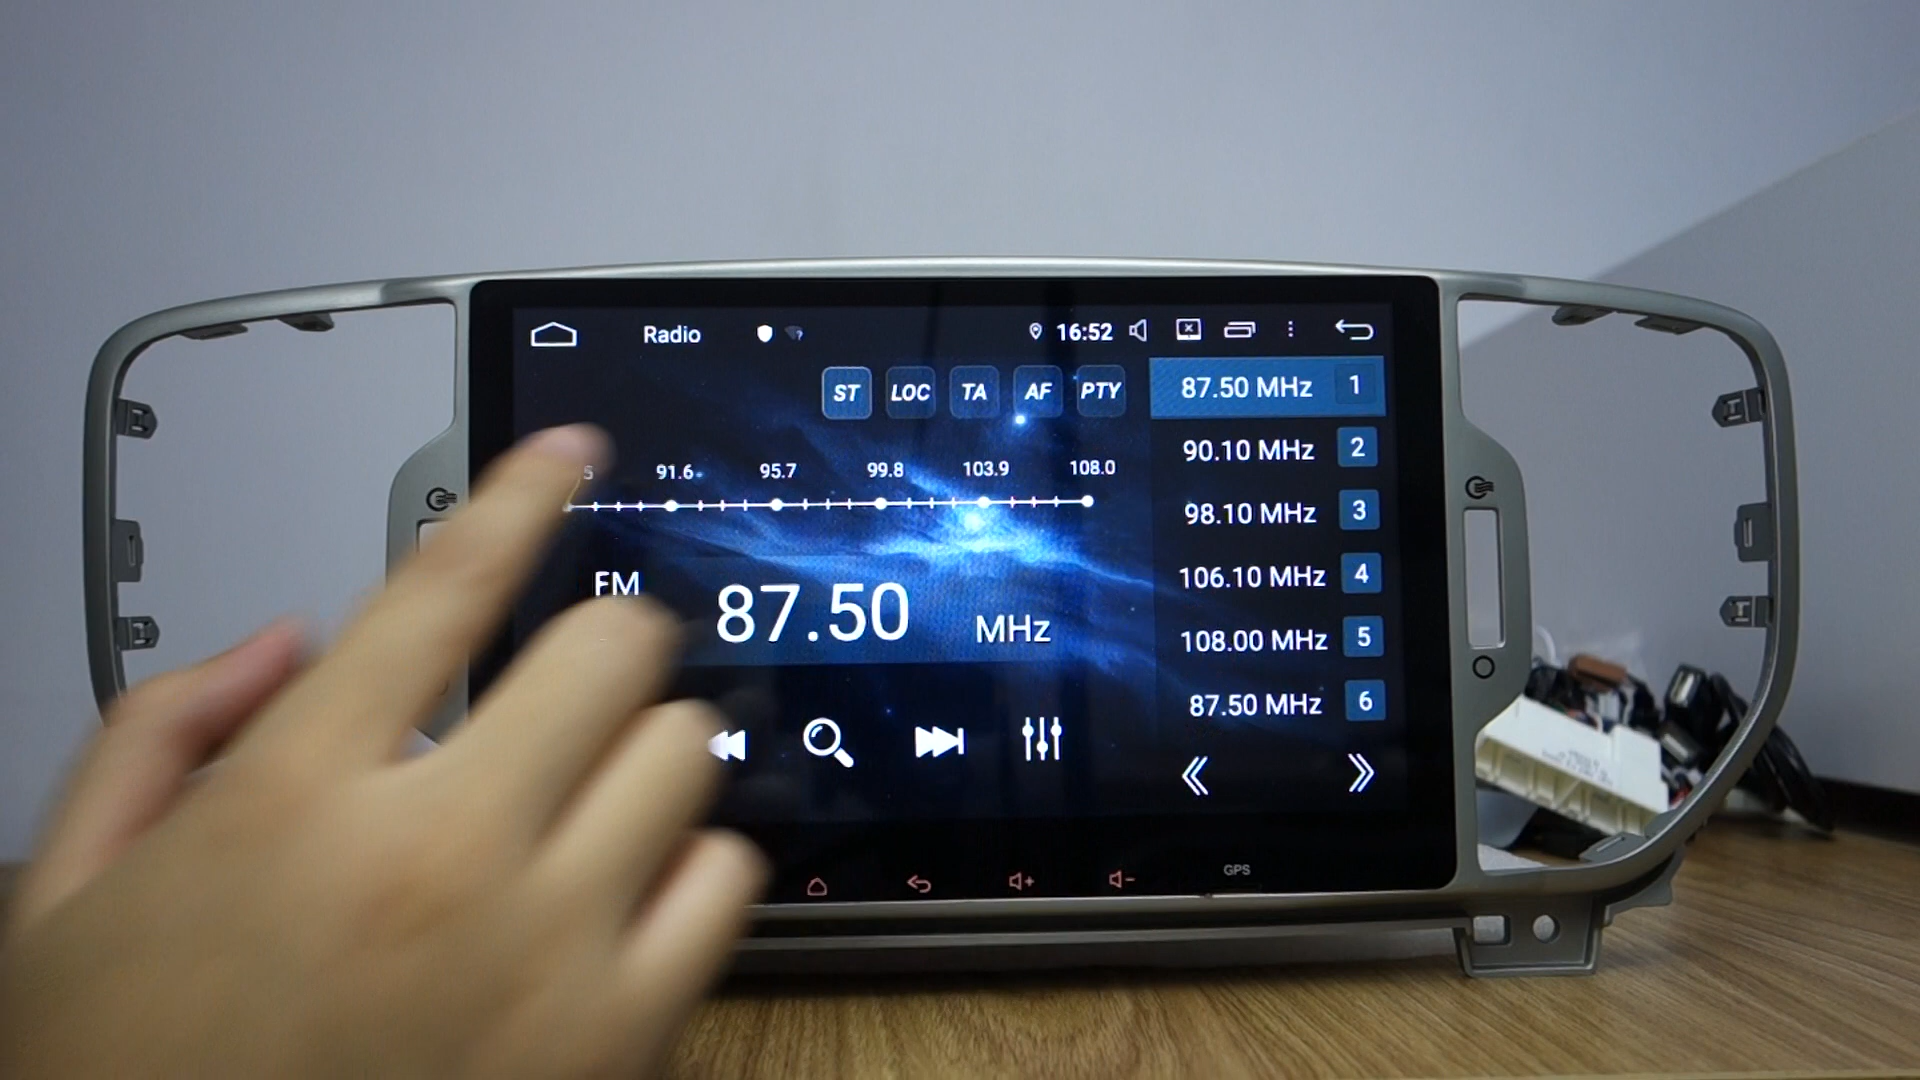 Radio
16:52
ST LOC TA AF PTY
91.6 95.7 99.8 103.9 108.0
FM 87.50 MHz
87.50 MHz 1
90.10 MHz 2
98.10 MHz 3
106.10 MHz 4
108.00 MHz 5
87.50 MHz 6
GPS